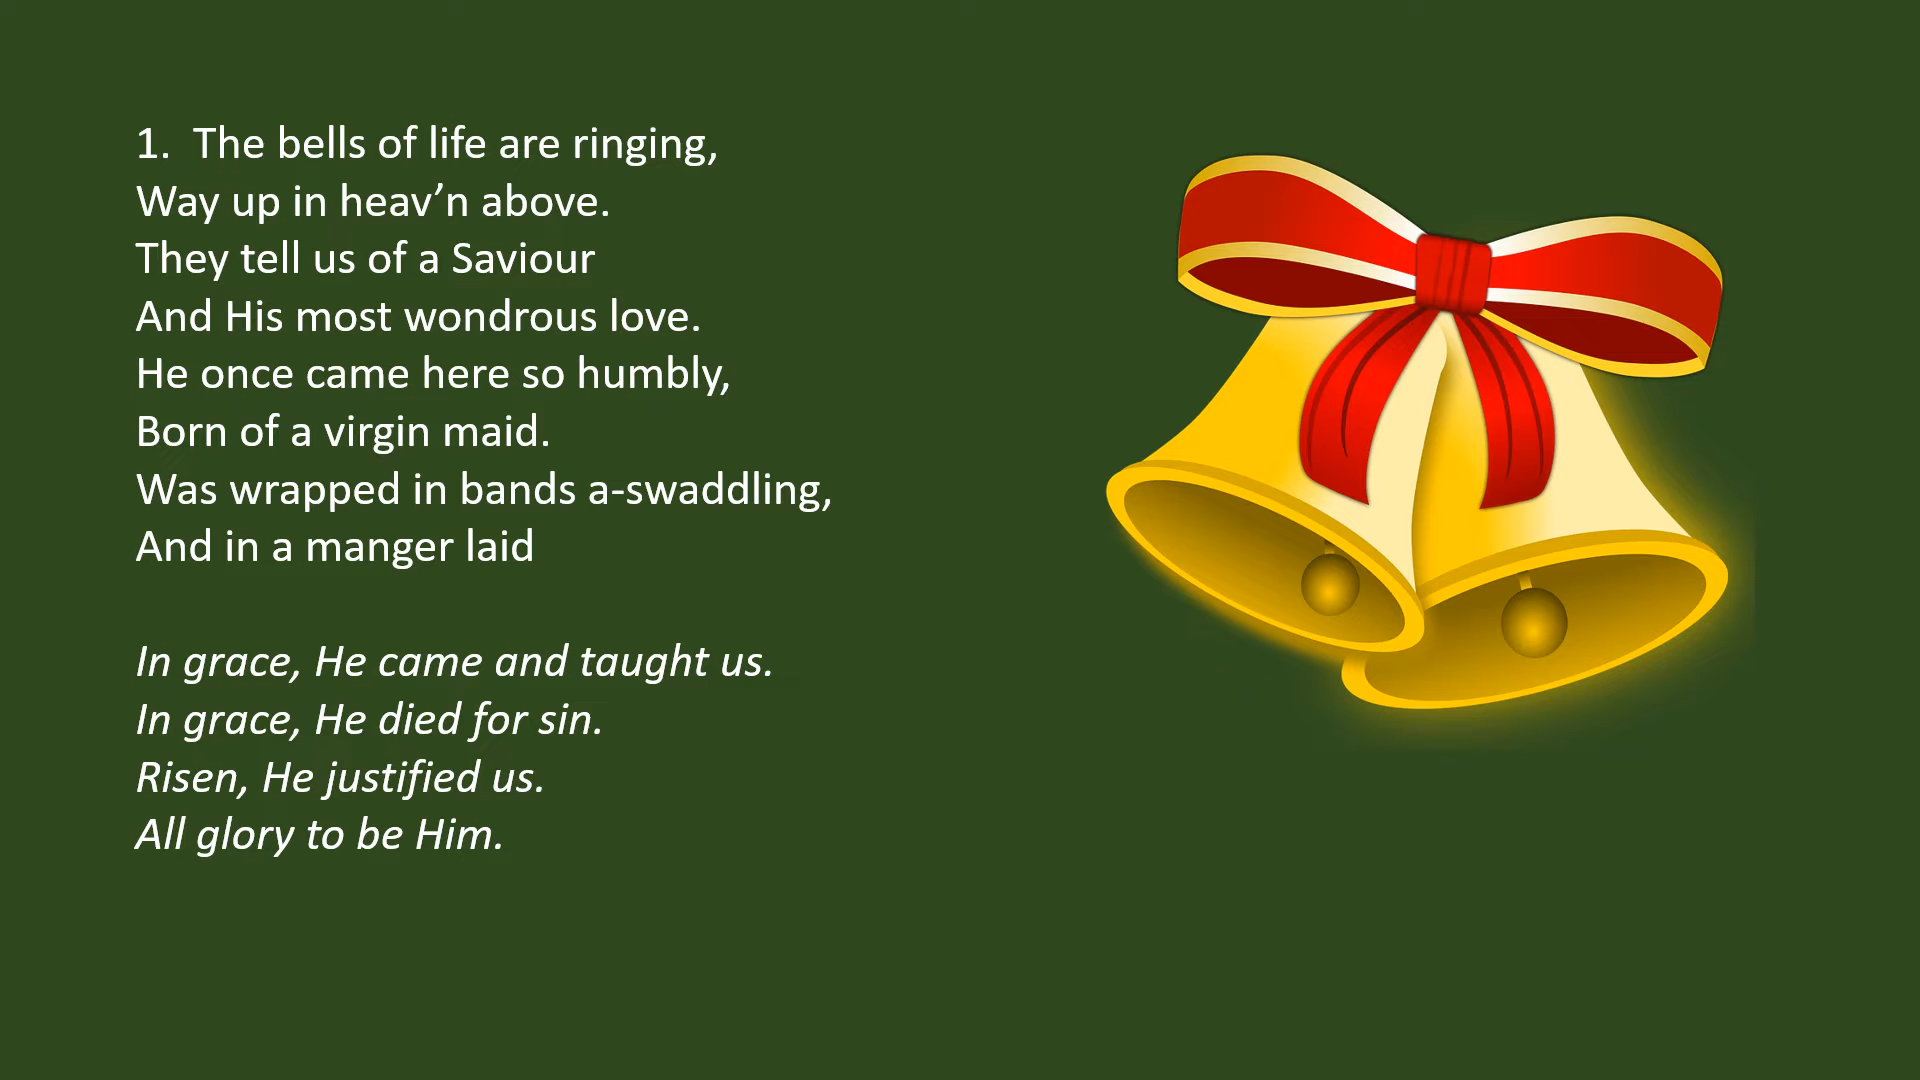 1. The bells of life are ringing,
Way up in heav’n above.
They tell us of a Saviour
And His most wondrous love.
He once came here so humbly,
Born of a virgin maid.
Was wrapped in bands a-swaddling,
And in a manger laid
In grace, He came and taught us.
In grace, He died for sin.
Risen, He justified us.
All glory to be Him.